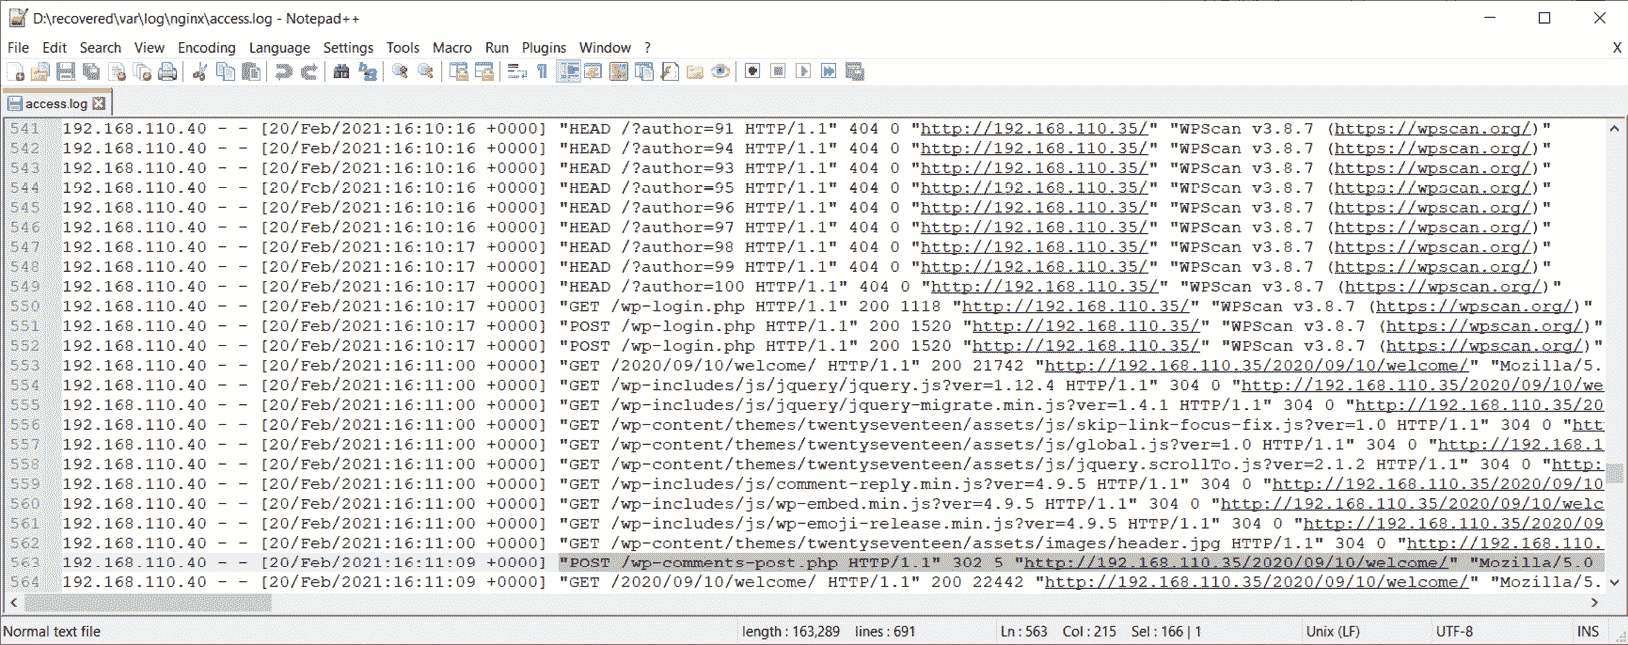 D:\recovered\var\log\nginx\access.log - Notepad++
File Edit Search View Encoding Language Settings Tools Macro Run Plugins Window ? X
access.log
541 192.168.110.40 - - [20/Feb/2021:16:10:16 +0000] "HEAD /?author=91 HTTP/1.1" 404 0 "http://192.168.110.35/" "WPScan v3.8.7 (https://wpscan.org/)"
542 192.168.110.40 - - [20/Feb/2021:16:10:16 +0000] "HEAD /?author=94 HTTP/1.1" 404 0 "http://192.168.110.35/" "WPScan v3.8.7 (https://wpscan.org/)"
543 192.168.110.40 - - [20/Feb/2021:16:10:16 +0000] "HEAD /?author=93 HTTP/1.1" 404 0 "http://192.168.110.35/" "WPScan v3.8.7 (https://wpscan.org/)"
544 192.168.110.40 - - [20/Feb/2021:16:10:16 +0000] "HEAD /?author=95 HTTP/1.1" 404 0 "http://192.168.110.35/" "WPScan v3.8.7 (https://wpscan.org/)"
545 192.168.110.40 - - [20/Feb/2021:16:10:16 +0000] "HEAD /?author=96 HTTP/1.1" 404 0 "http://192.168.110.35/" "WPScan v3.8.7 (https://wpscan.org/)"
546 192.168.110.40 - - [20/Feb/2021:16:10:16 +0000] "HEAD /?author=97 HTTP/1.1" 404 0 "http://192.168.110.35/" "WPScan v3.8.7 (https://wpscan.org/)"
547 192.168.110.40 - - [20/Feb/2021:16:10:17 +0000] "HEAD /?author=98 HTTP/1.1" 404 0 "http://192.168.110.35/" "WPScan v3.8.7 (https://wpscan.org/)"
548 192.168.110.40 - - [20/Feb/2021:16:10:17 +0000] "HEAD /?author=99 HTTP/1.1" 404 0 "http://192.168.110.35/" "WPScan v3.8.7 (https://wpscan.org/)"
549 192.168.110.40 - - [20/Feb/2021:16:10:17 +0000] "HEAD /?author=100 HTTP/1.1" 404 0 "http://192.168.110.35/" "WPScan v3.8.7 (https://wpscan.org/)"
550 192.168.110.40 - - [20/Feb/2021:16:10:17 +0000] "GET /wp-login.php HTTP/1.1" 200 1118 "http://192.168.110.35/" "WPScan v3.8.7 (https://wpscan.org/)"
551 192.168.110.40 - - [20/Feb/2021:16:10:17 +0000] "POST /wp-login.php HTTP/1.1" 200 1520 "http://192.168.110.35/" "WPScan v3.8.7 (https://wpscan.org/)"
552 192.168.110.40 - - [20/Feb/2021:16:10:17 +0000] "POST /wp-login.php HTTP/1.1" 200 1520 "http://192.168.110.35/" "WPScan v3.8.7 (https://wpscan.org/)"
553 192.168.110.40 - - [20/Feb/2021:16:11:00 +0000] "GET /2020/09/10/welcome/ HTTP/1.1" 200 21742 "http://192.168.110.35/2020/09/10/welcome/" "Mozilla/5.
554 192.168.110.40 - - [20/Feb/2021:16:11:00 +0000] "GET /wp-includes/js/jquery/jquery.js?ver=1.12.4 HTTP/1.1" 304 0 "http://192.168.110.35/2020/09/10/we
555 192.168.110.40 - - [20/Feb/2021:16:11:00 +0000] "GET /wp-includes/js/jquery/jquery-migrate.min.js?ver=1.4.1 HTTP/1.1" 304 0 "http://192.168.110.35/20
556 192.168.110.40 - - [20/Feb/2021:16:11:00 +0000] "GET /wp-content/themes/twentyseventeen/assets/js/skip-link-focus-fix.js?ver=1.0 HTTP/1.1" 304 0 "htt
557 192.168.110.40 - - [20/Feb/2021:16:11:00 +0000] "GET /wp-content/themes/twentyseventeen/assets/js/global.js?ver=1.0 HTTP/1.1" 304 0 "http://192.168.1
558 192.168.110.40 - - [20/Feb/2021:16:11:00 +0000] "GET /wp-content/themes/twentyseventeen/assets/js/jquery.scrollTo.js?ver=2.1.2 HTTP/1.1" 304 0 "http:
559 192.168.110.40 - - [20/Feb/2021:16:11:00 +0000] "GET /wp-includes/js/comment-reply.min.js?ver=4.9.5 HTTP/1.1" 304 0 "http://192.168.110.35/2020/09/10
560 192.168.110.40 - - [20/Feb/2021:16:11:00 +0000] "GET /wp-includes/js/wp-embed.min.js?ver=4.9.5 HTTP/1.1" 304 0 "http://192.168.110.35/2020/09/10/welc
561 192.168.110.40 - - [20/Feb/2021:16:11:00 +0000] "GET /wp-includes/js/wp-emoji-release.min.js?ver=4.9.5 HTTP/1.1" 304 0 "http://192.168.110.35/2020/09
562 192.168.110.40 - - [20/Feb/2021:16:11:00 +0000] "GET /wp-content/themes/twentyseventeen/assets/images/header.jpg HTTP/1.1" 304 0 "http://192.168.110.
563 192.168.110.40 - - [20/Feb/2021:16:11:09 +0000] "POST /wp-comments-post.php HTTP/1.1" 302 5 "http://192.168.110.35/2020/09/10/welcome/" "Mozilla/5.0
564 192.168.110.40 - - [20/Feb/2021:16:11:09 +0000] "GET /2020/09/10/welcome/ HTTP/1.1" 200 22442 "http://192.168.110.35/2020/09/10/welcome/" "Mozilla/5.
Normal text file length : 163,289 lines : 691 Ln : 563 Col : 215 Sel : 166 | 1 Unix (LF) UTF-8 INS